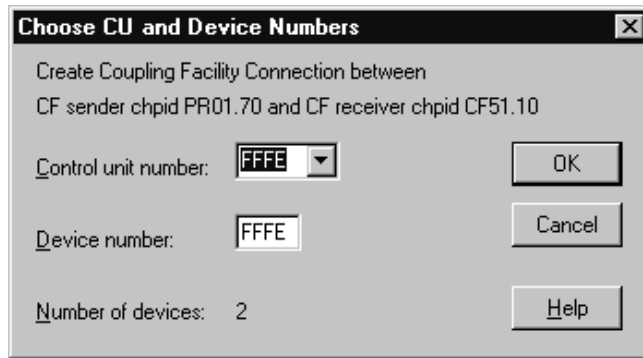 Choose CU and Device Numbers
Create Coupling Facility Connection between
CF sender chpid PR01.70 and CF receiver chpid CF51.10
Control unit number: FFFE
OK
Device number: FFFE
Cancel
Number of devices: 2
Help